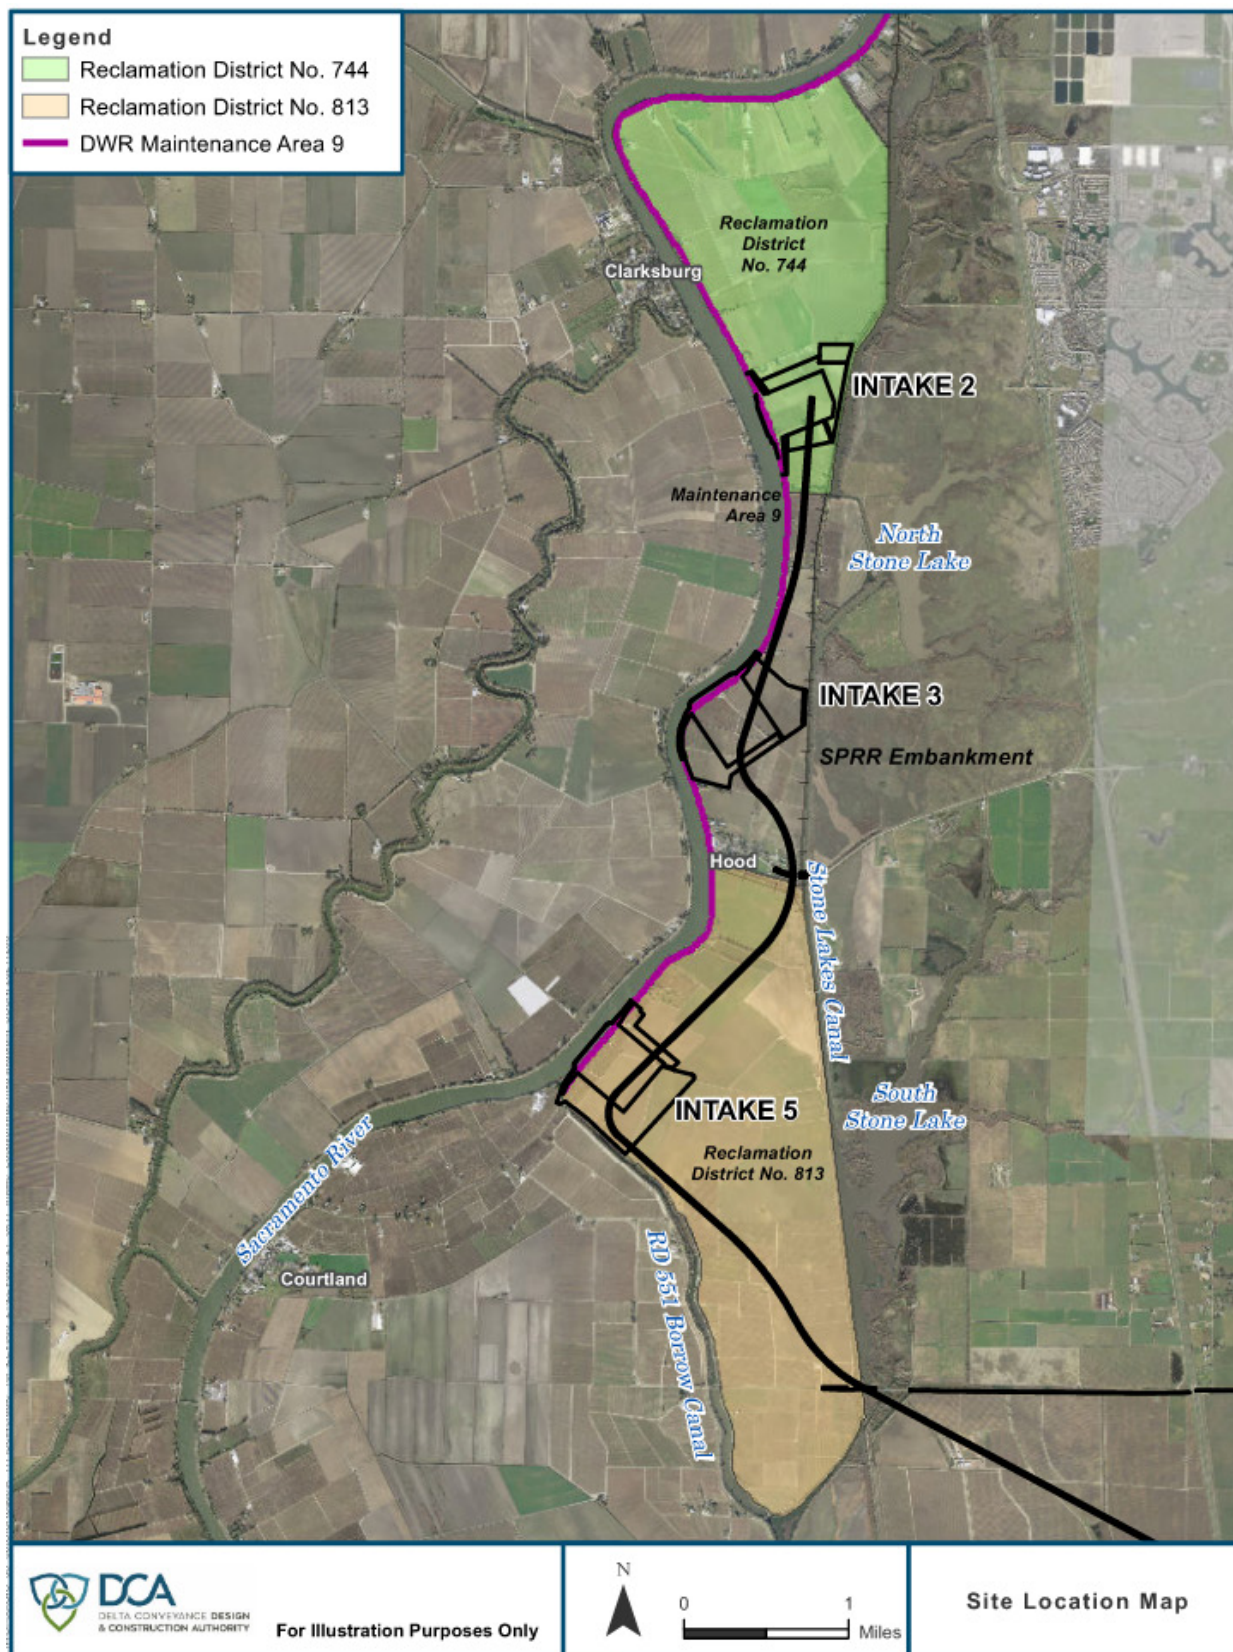 Legend
Reclamation District No. 744
Reclamation District No. 813
DWR Maintenance Area 9
Reclamation
District
No. 744
Clarksburg
INTAKE 2
Maintenance
Area 9
North
Stone Lake
INTAKE 3
SPRR Embankment
Hood
Stone Lakes Canal
South
Stone Lake
INTAKE 5
Reclamation
District No. 813
Sacramento River
Courtland
RD 551 Borrow Canal
DCA
DELTA CONVEYANCE DESIGN
& CONSTRUCTION AUTHORITY
For Illustration Purposes Only
N
0 1
Miles
Site Location Map